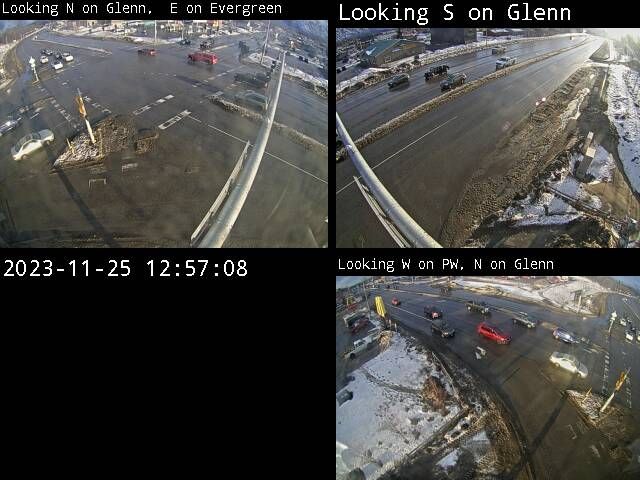 Looking N on Glenn,  E on Evergreen
Looking S on Glenn
2023-11-25 12:57:08
Looking W on PW, N on Glenn